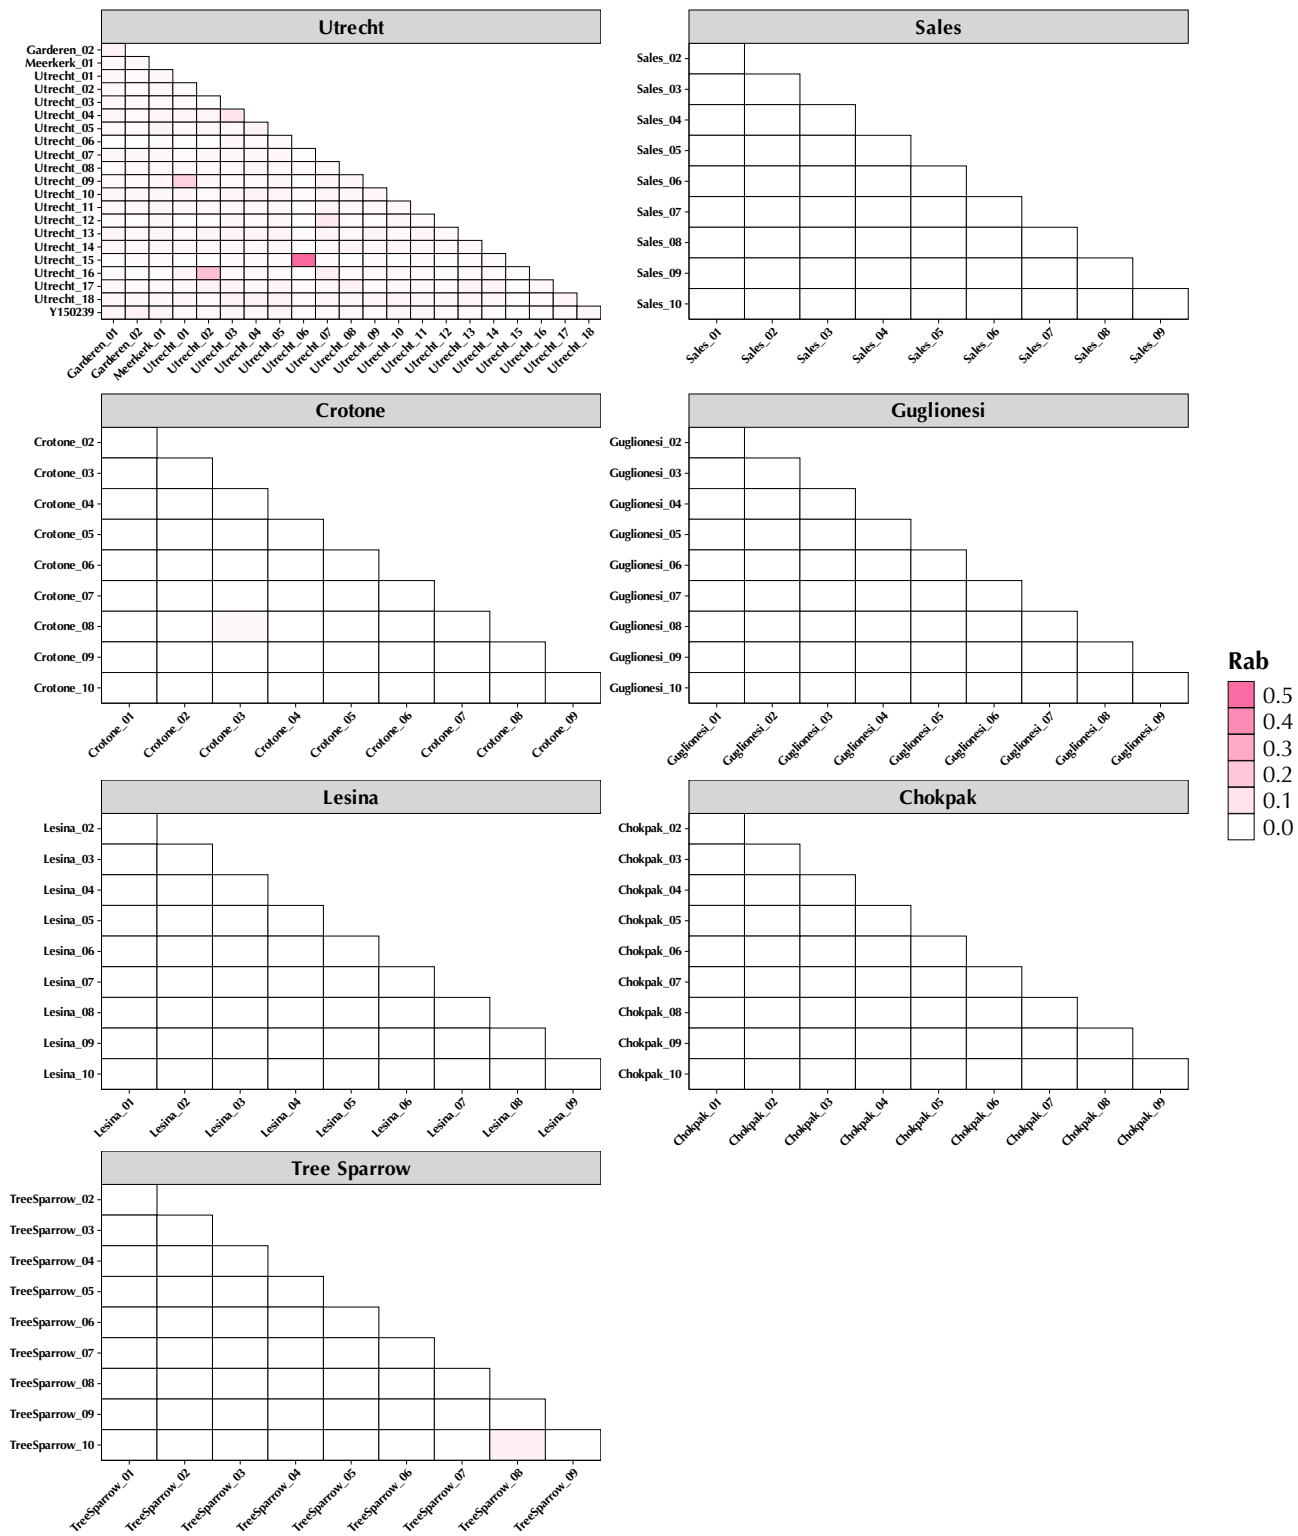 Utrecht
Garderen_02
Meerkerk_01
Utrecht_01
Utrecht_02
Utrecht_03
Utrecht_04
Utrecht_05
Utrecht_06
Utrecht_07
Utrecht_08
Utrecht_09
Utrecht_10
Utrecht_11
Utrecht_12
Utrecht_13
Utrecht_14
Utrecht_15
Utrecht_16
Utrecht_17
Utrecht_18
Y150239
Garderen_01
Garderen_02
Meerkerk_01
Utrecht_01
Utrecht_02
Utrecht_03
Utrecht_04
Utrecht_05
Utrecht_06
Utrecht_07
Utrecht_08
Utrecht_09
Utrecht_10
Utrecht_11
Utrecht_12
Utrecht_13
Utrecht_14
Utrecht_15
Utrecht_16
Utrecht_17
Utrecht_18
Sales
Sales_02
Sales_03
Sales_04
Sales_05
Sales_06
Sales_07
Sales_08
Sales_09
Sales_10
Sales_01
Sales_02
Sales_03
Sales_04
Sales_05
Sales_06
Sales_07
Sales_08
Sales_09
Crotone
Crotone_02
Crotone_03
Crotone_04
Crotone_05
Crotone_06
Crotone_07
Crotone_08
Crotone_09
Crotone_10
Crotone_01
Crotone_02
Crotone_03
Crotone_04
Crotone_05
Crotone_06
Crotone_07
Crotone_08
Crotone_09
Guglionesi
Guglionesi_02
Guglionesi_03
Guglionesi_04
Guglionesi_05
Guglionesi_06
Guglionesi_07
Guglionesi_08
Guglionesi_09
Guglionesi_10
Guglionesi_01
Guglionesi_02
Guglionesi_03
Guglionesi_04
Guglionesi_05
Guglionesi_06
Guglionesi_07
Guglionesi_08
Guglionesi_09
Rab
0.5
0.4
0.3
0.2
0.1
0.0
Lesina
Lesina_02
Lesina_03
Lesina_04
Lesina_05
Lesina_06
Lesina_07
Lesina_08
Lesina_09
Lesina_10
Lesina_01
Lesina_02
Lesina_03
Lesina_04
Lesina_05
Lesina_06
Lesina_07
Lesina_08
Lesina_09
Chokpak
Chokpak_02
Chokpak_03
Chokpak_04
Chokpak_05
Chokpak_06
Chokpak_07
Chokpak_08
Chokpak_09
Chokpak_10
Chokpak_01
Chokpak_02
Chokpak_03
Chokpak_04
Chokpak_05
Chokpak_06
Chokpak_07
Chokpak_08
Chokpak_09
Tree Sparrow
TreeSparrow_02
TreeSparrow_03
TreeSparrow_04
TreeSparrow_05
TreeSparrow_06
TreeSparrow_07
TreeSparrow_08
TreeSparrow_09
TreeSparrow_10
TreeSparrow_01
TreeSparrow_02
TreeSparrow_03
TreeSparrow_04
TreeSparrow_05
TreeSparrow_06
TreeSparrow_07
TreeSparrow_08
TreeSparrow_09